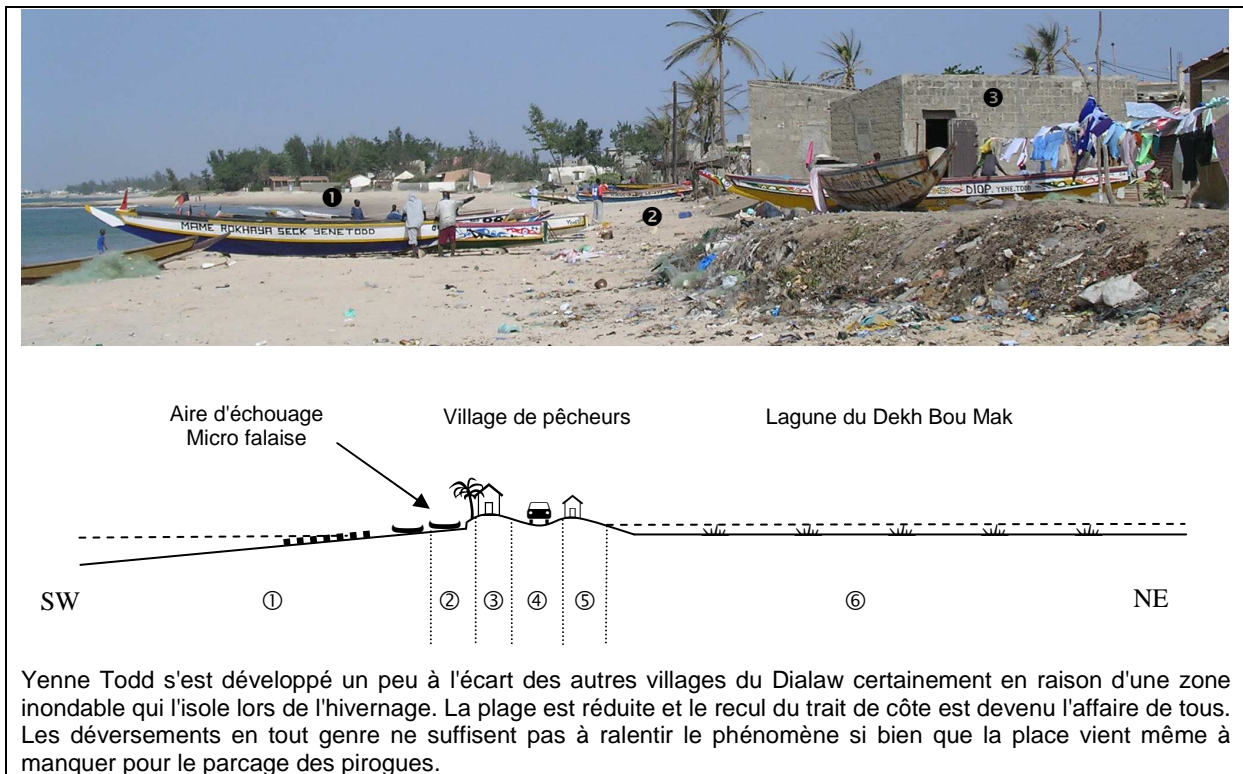 ❶
❷
❸
MAME ROKHAYA SECK YENETODD
DIOP. YENE.TODD
Aire d'échouage
Micro falaise
Village de pêcheurs
Lagune du Dekh Bou Mak
SW
①
②
③
④
⑤
⑥
NE
Yenne Todd s'est développé un peu à l'écart des autres villages du Dialaw certainement en raison d'une zone
inondable qui l'isole lors de l'hivernage. La plage est réduite et le recul du trait de côte est devenu l'affaire de tous.
Les déversements en tout genre ne suffisent pas à ralentir le phénomène si bien que la place vient même à
manquer pour le parcage des pirogues.